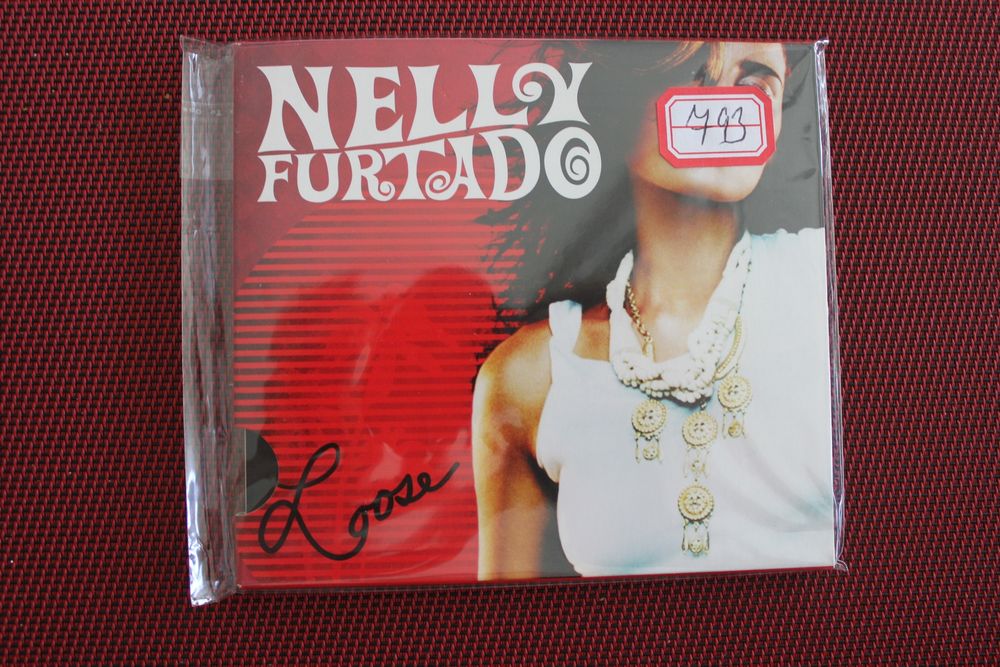 NELLY
FURTADO
793
Loose